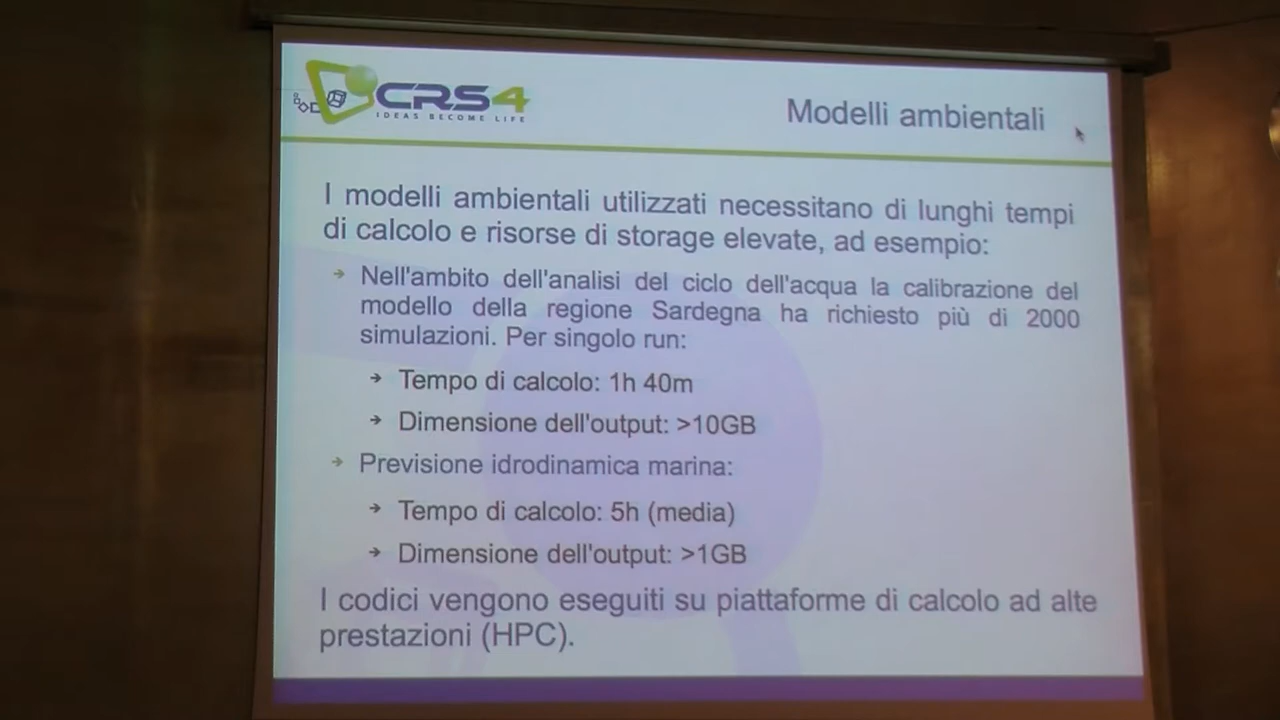 CRS4
IDEAS BECOME LIFE
Modelli ambientali
I modelli ambientali utilizzati necessitano di lunghi tempi
di calcolo e risorse di storage elevate, ad esempio:
Nell'ambito dell'analisi del ciclo dell'acqua la calibrazione del
modello della regione Sardegna ha richiesto più di 2000
simulazioni. Per singolo run:
Tempo di calcolo: 1h 40m
Dimensione dell'output: >10GB
Previsione idrodinamica marina:
Tempo di calcolo: 5h (media)
Dimensione dell'output: >1GB
I codici vengono eseguiti su piattaforme di calcolo ad alte
prestazioni (HPC).